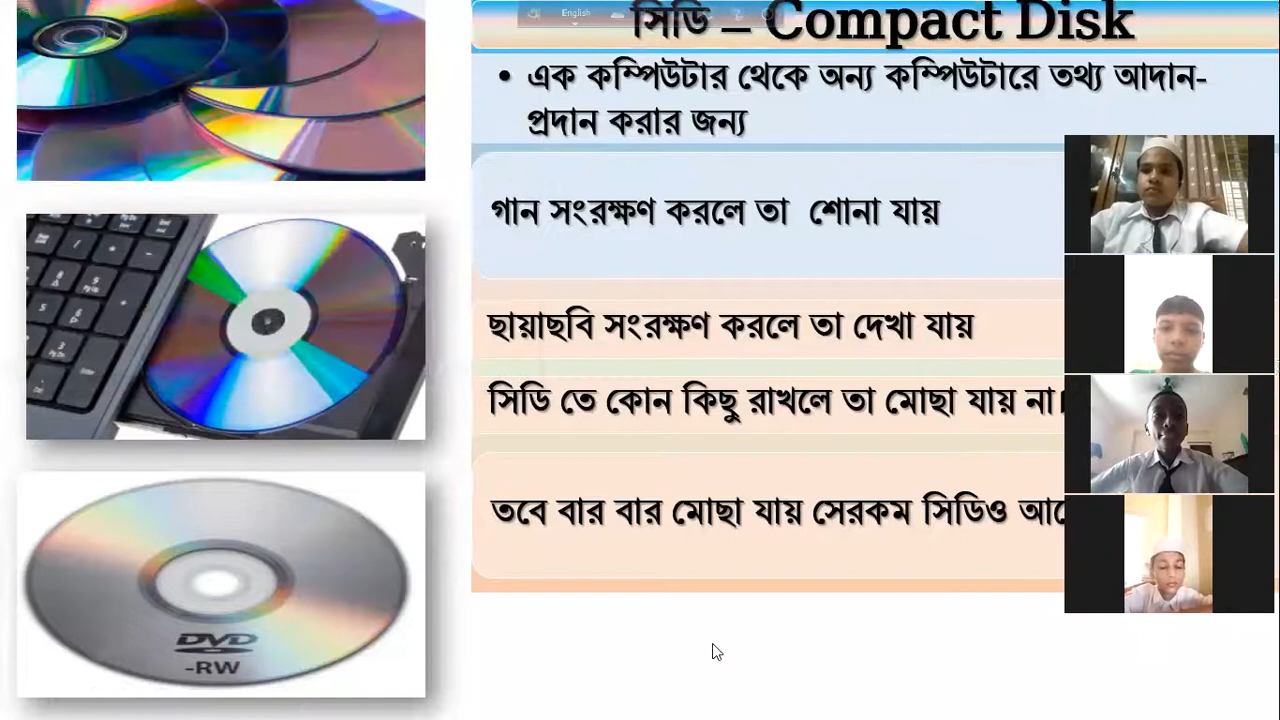 English
সিডি – Compact Disk
• এক কম্পিউটার থেকে অন্য কম্পিউটারে তথ্য আদান-
প্রদান করার জন্য
গান সংরক্ষণ করলে তা শোনা যায়
ছায়াছবি সংরক্ষণ করলে তা দেখা যায়
সিডি তে কোন কিছু রাখলে তা মোছা যায় না।
তবে বার বার মোছা যায় সেরকম সিডিও
DVD
-RW